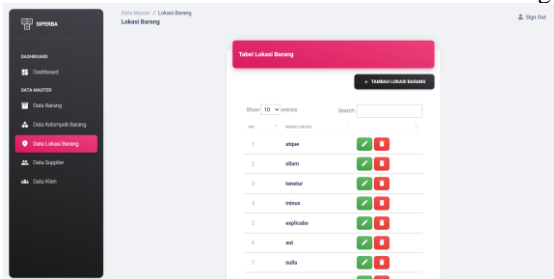 SIPERBA
DASHBOARD
Dashboard
DATA MASTER
Data Barang
Data Kelompok Barang
Data Lokasi Barang
Data Supplier
Data Klien
Data Master / Lokasi Barang
Lokasi Barang
Sign Out
Tabel Lokasi Barang
+ TAMBAH LOKASI BARANG
Show 10 entries
Search:
NO NAMA LOKASI
1 atque
2 ullam
3 tenetur
4 minus
5 explicabo
6 aut
7 nulla